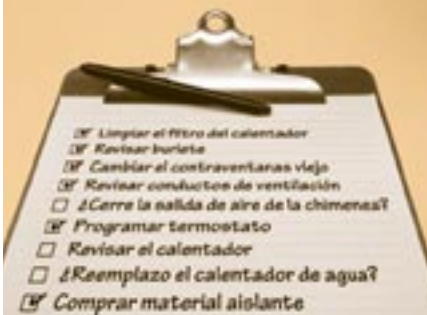 Limpiar el filtro del calentador
Revisar burlete
Cambiar el contraventanas viejo
Revisar conductos de ventilación
¿Cerre la salida de aire de la chimenea?
Programar termostato
Revisar el calentador
¿Reemplazo el calentador de agua?
Comprar material aislante